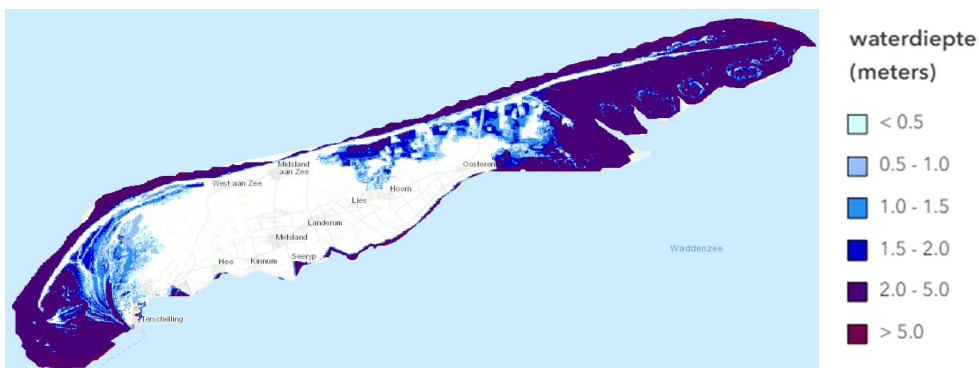 waterdiepte
(meters)
< 0.5
0.5 - 1.0
1.0 - 1.5
1.5 - 2.0
2.0 - 5.0
> 5.0
Midsland
aan Zee
West aan Zee
Oosteren
Hoorn
Lies
Landerum
Midsland
Seeryp
Hee
Kinnum
Waddenzee
Terschelling